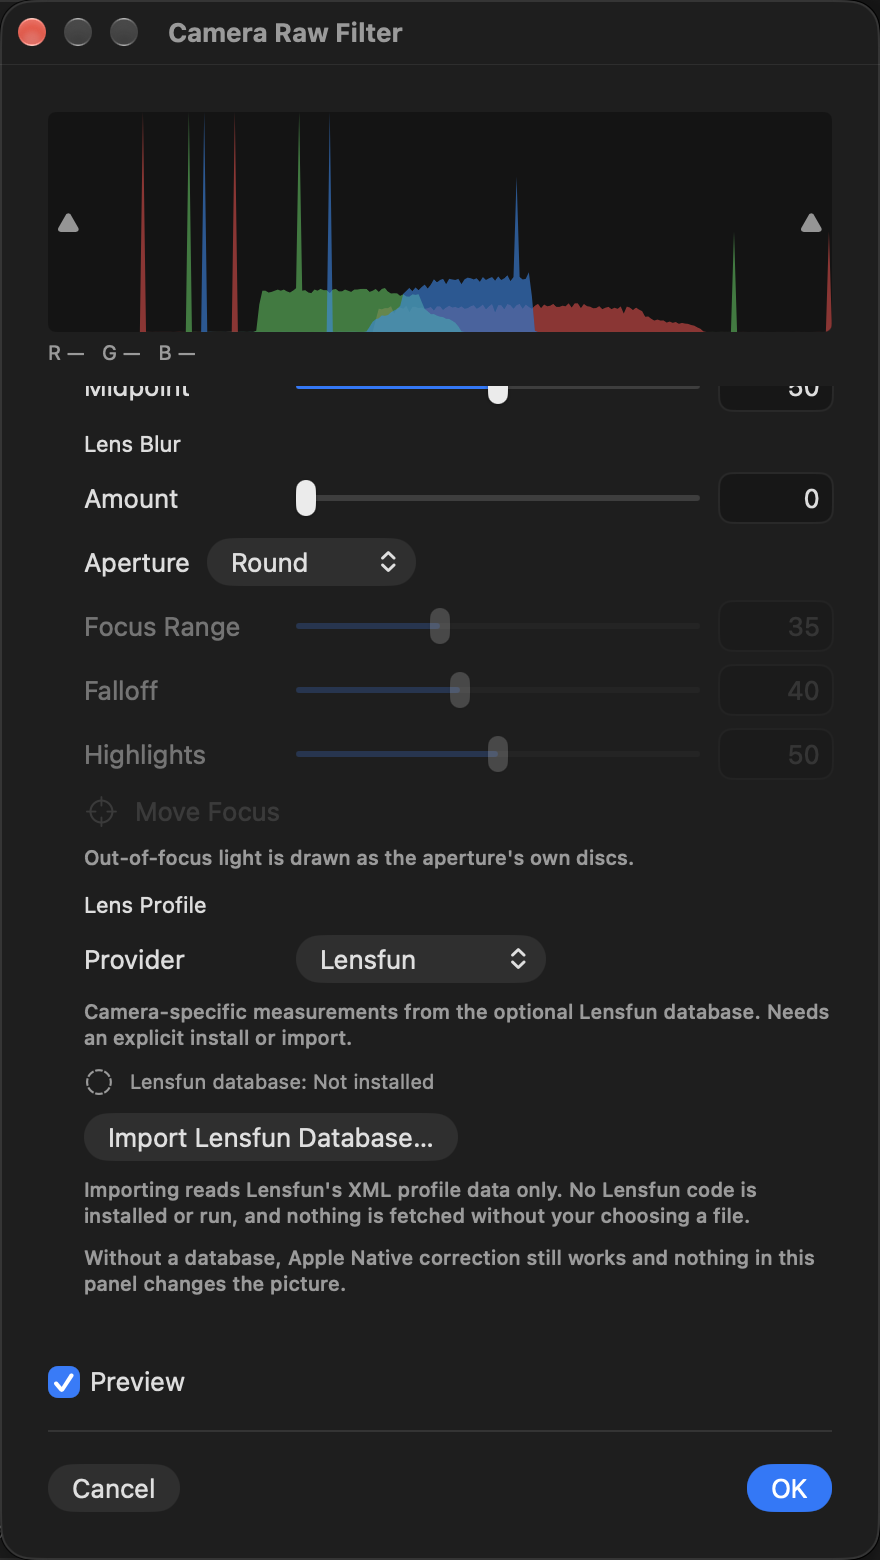 Camera Raw Filter
R — G — B —
Midpoint 50
Lens Blur
Amount 0
Aperture Round
Focus Range 35
Falloff 40
Highlights 50
Move Focus
Out-of-focus light is drawn as the aperture's own discs.
Lens Profile
Provider Lensfun
Camera-specific measurements from the optional Lensfun database. Needs
an explicit install or import.
Lensfun database: Not installed
Import Lensfun Database...
Importing reads Lensfun's XML profile data only. No Lensfun code is
installed or run, and nothing is fetched without your choosing a file.
Without a database, Apple Native correction still works and nothing in this
panel changes the picture.
Preview
Cancel OK